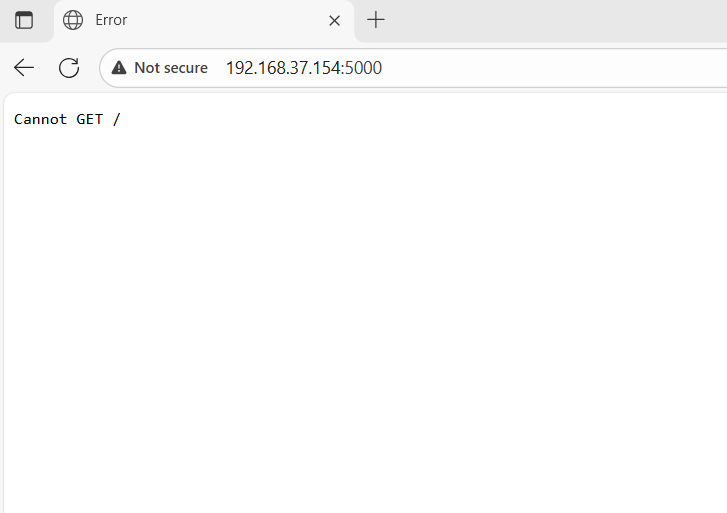 Error
Not secure 192.168.37.154:5000
Cannot GET /